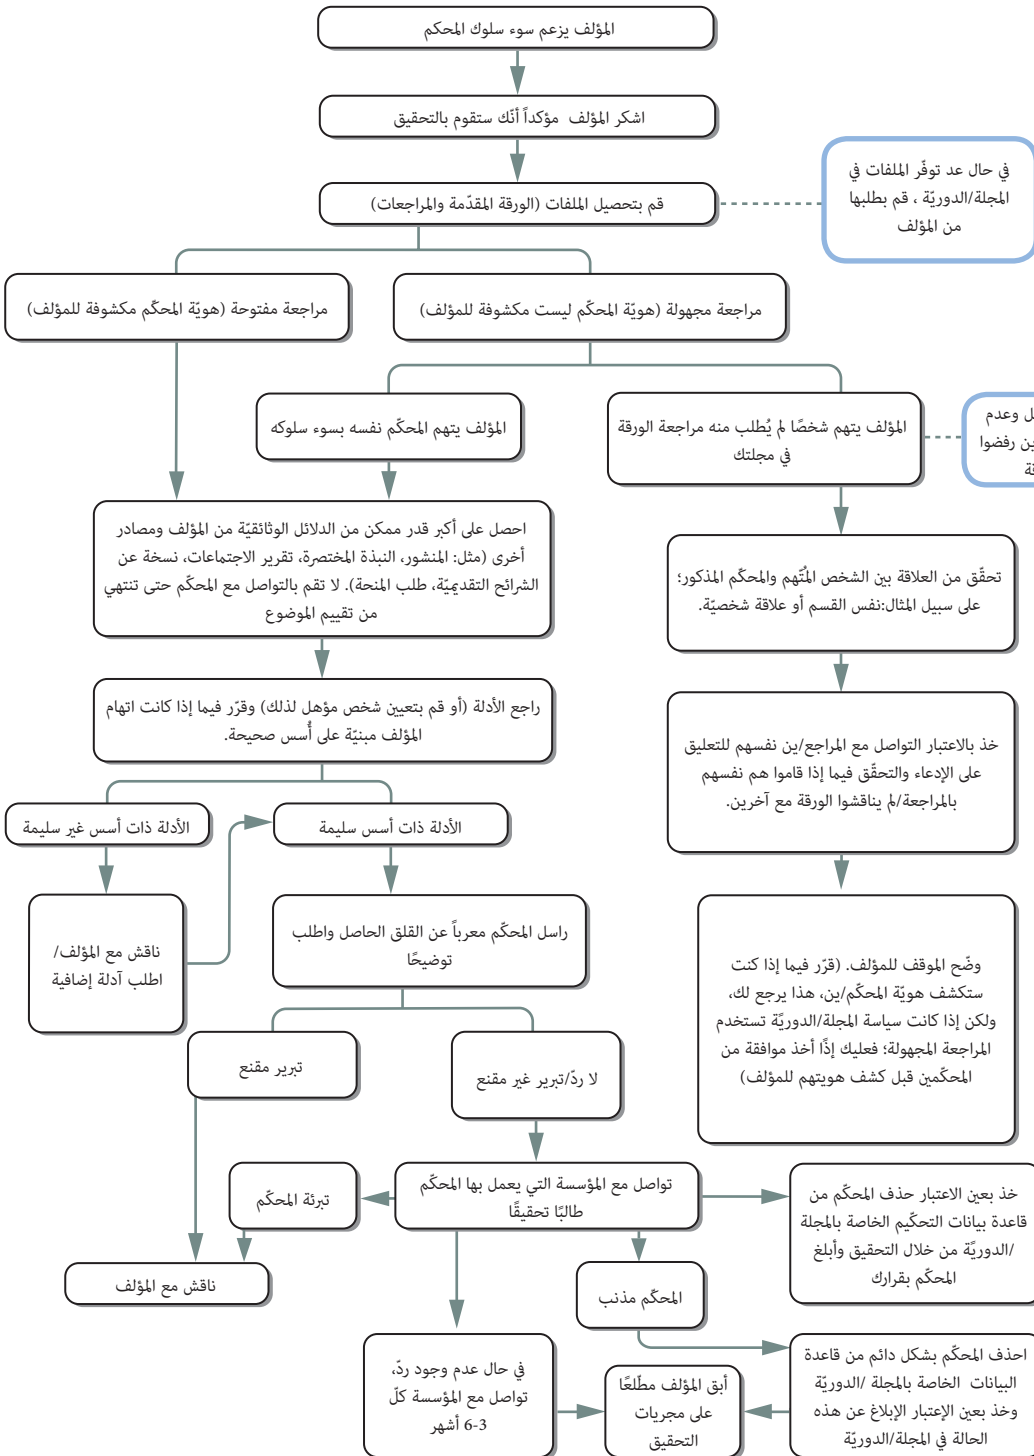 المؤلف يزعم سوء سلوك المحكم
اشكر المؤلف مؤكداً أنّك ستقوم بالتحقيق
قم بتحصيل الملفات (الورقة المقدّمة والمراجعات)
في حال عد توفّر الملفات في
المجلة/الدوريّة ، قم بطلبها
من المؤلف
مراجعة مجهولة (هويّة المحكّم ليست مكشوفة للمؤلف)
مراجعة مفتوحة (هويّة المحكّم مكشوفة للمؤلف)
المؤلف يتهم شخصًا لم يُطلب منه مراجعة الورقة
في مجلتك
وعدم
ين رفضوا
المؤلف يتهم المحكّم نفسه بسوء سلوكه
احصل على أكبر قدر ممكن من الدلائل الوثائقيّة من المؤلف ومصادر
أخرى (مثل: المنشور، النبذة المختصرة، تقرير الاجتماعات، نسخة عن
الشرائح التقديميّة، طلب المنحة). لا تقم بالتواصل مع المحكّم حتى تنتهي
من تقييم الموضوع
تحقّق من العلاقة بين الشخص المُتّهم والمحكّم المذكور؛
على سبيل المثال:نفس القسم أو علاقة شخصيّة.
راجع الأدلة (أو قم بتعيين شخص مؤهل لذلك) وقرّر فيما إذا كانت اتهام
المؤلف مبنيّة على أُسس صحيحة.
خذ بالاعتبار التواصل مع المراجع/ين نفسهم للتعليق
على الإدعاء والتحقّق فيما إذا قاموا هم نفسهم
بالمراجعة/لم يناقشوا الورقة مع آخرين.
الأدلة ذات أسس سليمة
الأدلة ذات أسس غير سليمة
راسل المحكّم معرباً عن القلق الحاصل واطلب
توضيحًا
ناقش مع المؤلف/
اطلب آدلة إضافية
وضّح الموقف للمؤلف. (قرّر فيما إذا كنت
ستكشف هويّة المحكّم/ين، هذا يرجع لك،
ولكن إذا كانت سياسة المجلة/الدوريّة تستخدم
المراجعة المجهولة؛ فعليك إذًا أخذ موافقة من
المحكّمين قبل كشف هويتهم للمؤلف)
تبرير مقنع
لا ردّ/تبرير غير مقنع
تواصل مع المؤسسة التي يعمل بها المحكّم
طالبًا تحقيقًا
تبرئة المحكّم
خذ بعين الاعتبار حذف المحكّم من
قاعدة بيانات التحكّيم الخاصة بالمجلة
/الدوريّة من خلال التحقيق وأبلغ
المحكّم بقرارك
ناقش مع المؤلف
المحكّم مذنب
في حال عدم وجود ردّ،
تواصل مع المؤسسة كلّ
3-6 أشهر
أبق المؤلف مطّلعًا
على مجريات
التحقيق
احذف المحكّم بشكل دائم من قاعدة
البيانات الخاصة بالمجلة /الدوريّة
وخذ بعين الإعتبار الإبلاغ عن هذه
الحالة في المجلة/الدوريّة